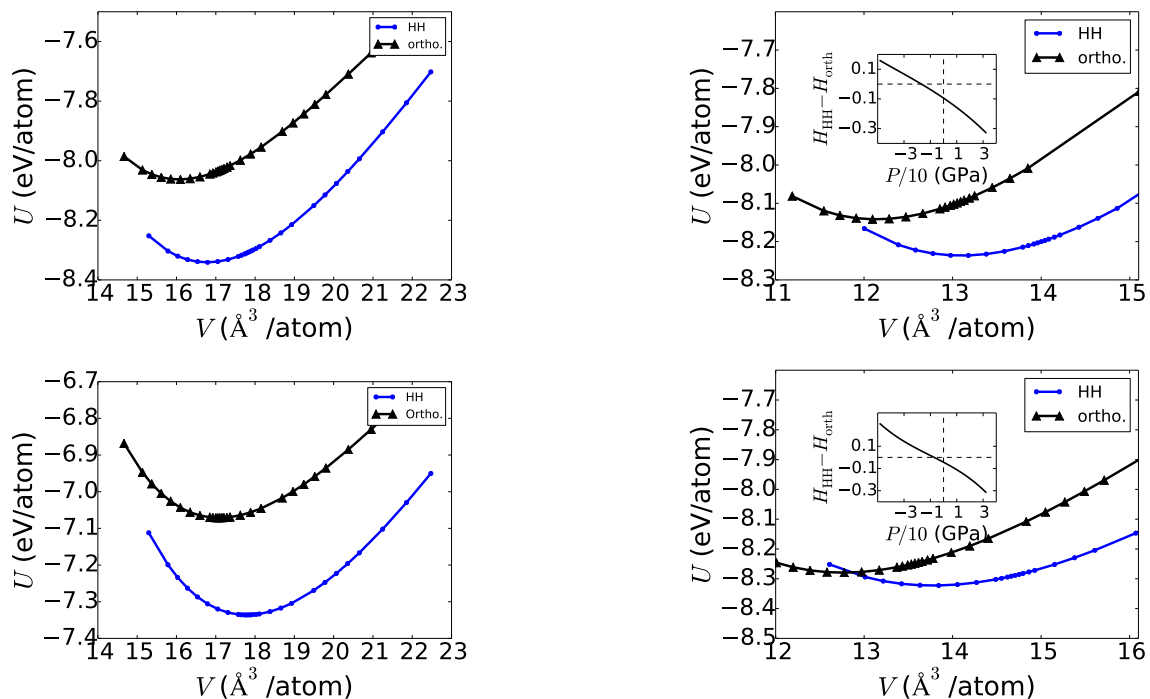 −7.6
−7.8
−8.0
−8.2
−8.4
U (eV/atom)
14 15 16 17 18 19 20 21 22 23
V (Å³ /atom)
HH
ortho.
−7.7
−7.8
−7.9
−8.0
−8.1
−8.2
−8.3
U (eV/atom)
11 12 13 14 15
V (Å³ /atom)
HH
ortho.
0.1
−0.1
−0.3
H_HH−H_orth
−3 −1 1 3
P/10 (GPa)
−6.7
−6.8
−6.9
−7.0
−7.1
−7.2
−7.3
−7.4
U (eV/atom)
14 15 16 17 18 19 20 21 22 23
V (Å³ /atom)
HH
Ortho.
−7.7
−7.8
−7.9
−8.0
−8.1
−8.2
−8.3
−8.4
−8.5
U (eV/atom)
12 13 14 15 16
V (Å³ /atom)
HH
ortho.
0.1
−0.1
−0.3
H_HH−H_orth
−3 −1 1 3
P/10 (GPa)